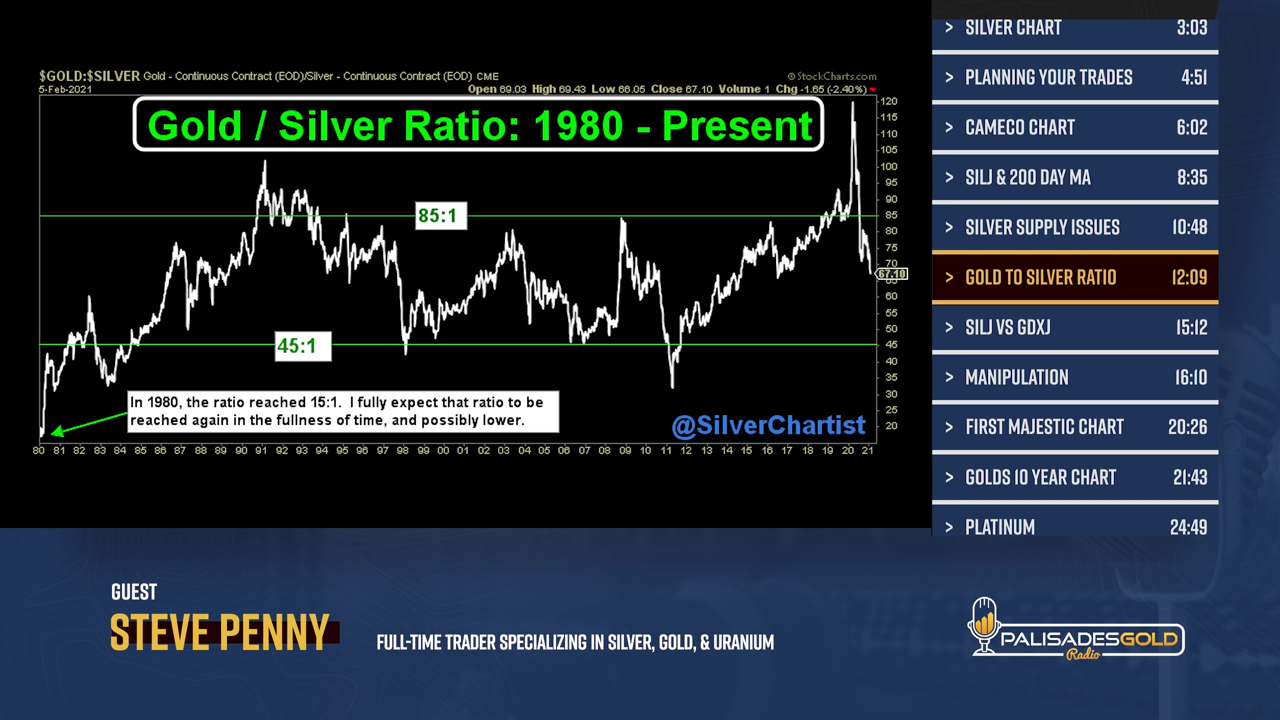 $GOLD:$SILVER Gold - Continuous Contract (EOD)/Silver - Continuous Contract (EOD) CME
© StockCharts.com
5-Feb-2021
Open 69.03 High 69.43 Low 66.05 Close 67.10 Volume 1 Chg -1.65 (-2.40%)
Gold / Silver Ratio: 1980 - Present
120
115
110
105
100
95
90
85
80
75
70
67.10
65
60
55
50
45
40
35
30
25
20
85:1
45:1
In 1980, the ratio reached 15:1. I fully expect that ratio to be
reached again in the fullness of time, and possibly lower.
@SilverChartist
80 81 82 83 84 85 86 87 88 89 90 91 92 93 94 95 96 97 98 99 00 01 02 03 04 05 06 07 08 09 10 11 12 13 14 15 16 17 18 19 20 21
> SILVER CHART 3:03
> PLANNING YOUR TRADES 4:51
> CAMECO CHART 6:02
> SILJ & 200 DAY MA 8:35
> SILVER SUPPLY ISSUES 10:48
> GOLD TO SILVER RATIO 12:09
> SILJ VS GDXJ 15:12
> MANIPULATION 16:10
> FIRST MAJESTIC CHART 20:26
> GOLDS 10 YEAR CHART 21:43
> PLATINUM 24:49
GUEST
STEVE PENNY
FULL-TIME TRADER SPECIALIZING IN SILVER, GOLD, & URANIUM
PALISADESGOLD
Radio